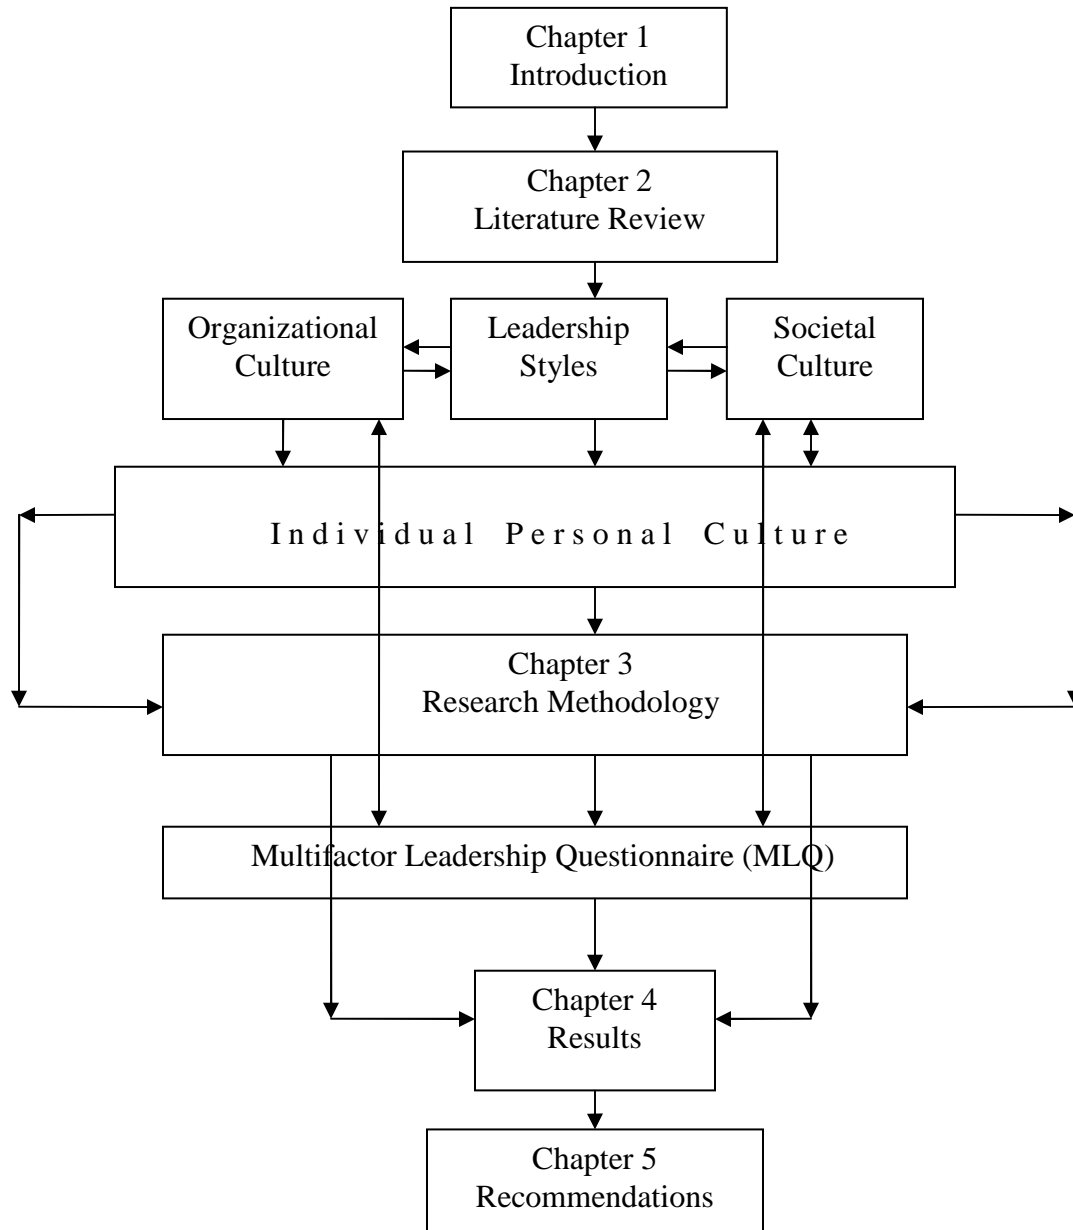 Chapter 1
Introduction
Chapter 2
Literature Review
Organizational
Culture
Leadership
Styles
Societal
Culture
Individual Personal Culture
Chapter 3
Research Methodology
Multifactor Leadership Questionnaire (MLQ)
Chapter 4
Results
Chapter 5
Recommendations